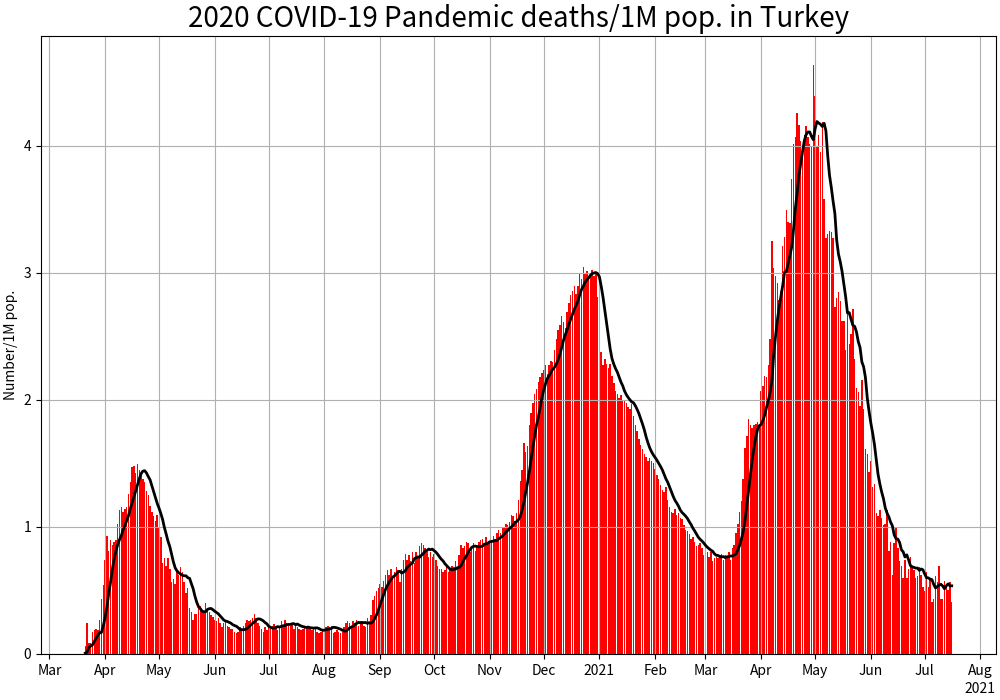 2020 COVID-19 Pandemic deaths/1M pop. in Turkey
Number/1M pop.
4
3
2
1
0
Mar Apr May Jun Jul Aug Sep Oct Nov Dec 2021 Feb Mar Apr May Jun Jul Aug
2021